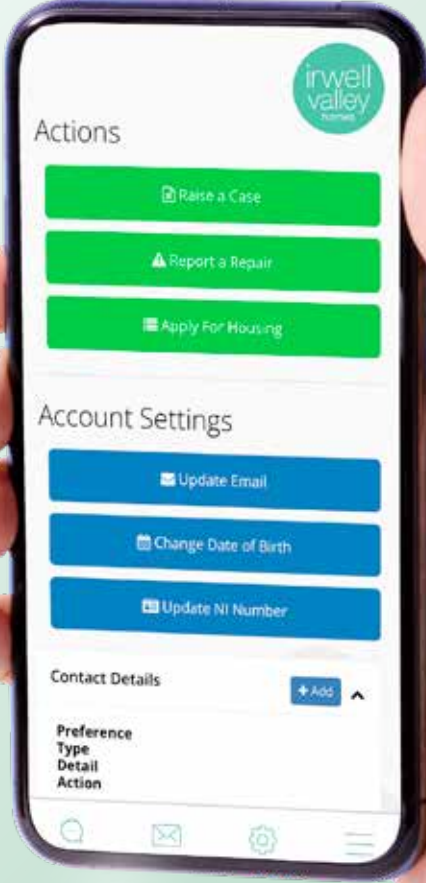 irwell
valley
homes
Actions
Raise a Case
Report a Repair
Apply For Housing
Account Settings
Update Email
Change Date of Birth
Update NI Number
Contact Details
+ Add
Preference
Type
Detail
Action